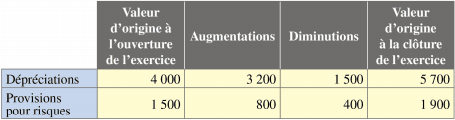 Valeur
d'origine à
l'ouverture
de l'exercice
Augmentations
Diminutions
Valeur
d'origine
à la clôture
de l'exercice
Dépréciations 4 000 3 200 1 500 5 700
Provisions
pour risques 1 500 800 400 1 900